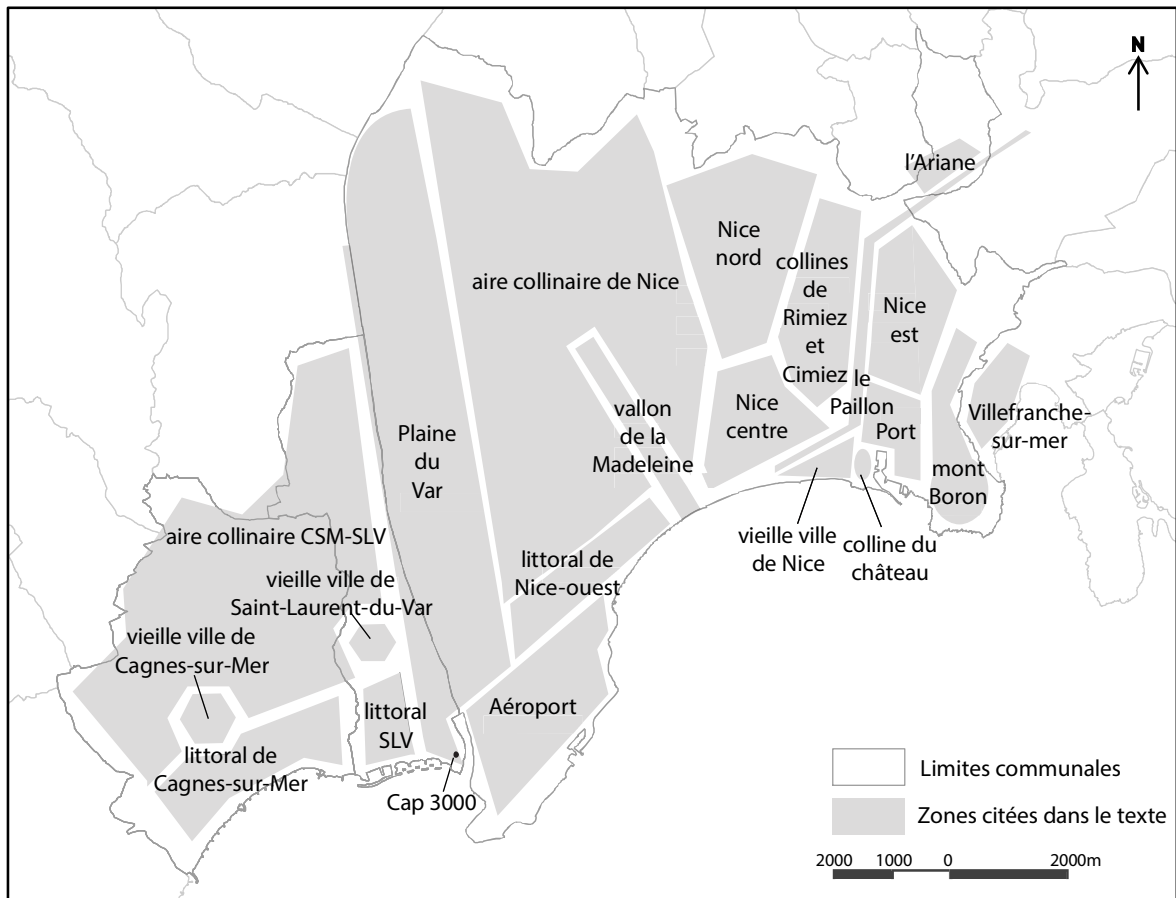 N
l'Ariane
Nice
nord
collines
de
Rimiez
et
Cimiez
aire collinaire de Nice
Nice
est
le
Paillon
Villefranche-
sur-mer
Nice
centre
Port
vallon
de la
Madeleine
Plaine
du
Var
mont
Boron
aire collinaire CSM-SLV
vieille ville
de Nice
colline du
château
littoral de
Nice-ouest
vieille ville de
Saint-Laurent-du-Var
vieille ville de
Cagnes-sur-Mer
Aéroport
littoral
SLV
littoral de
Cagnes-sur-Mer
Cap 3000
Limites communales
Zones citées dans le texte
2000 1000 0 2000m